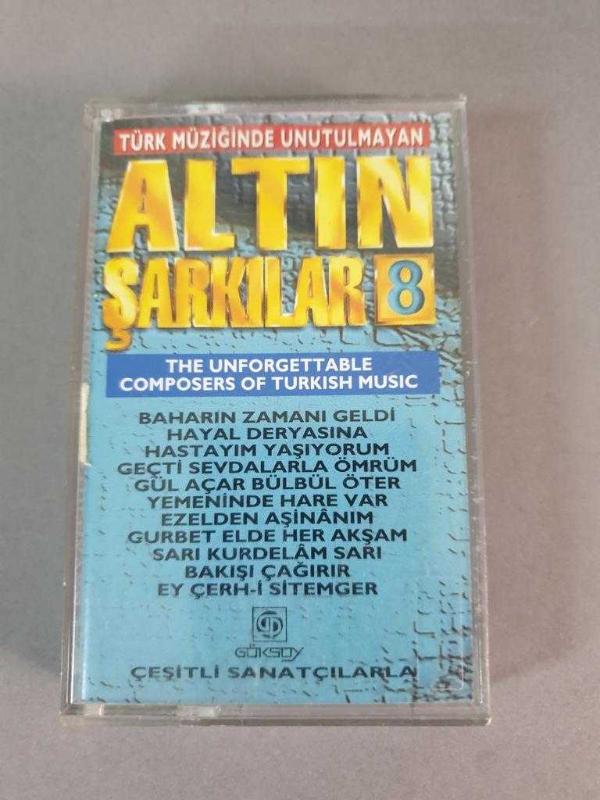 TÜRK MÜZİĞİNDE UNUTULMAYAN
ALTIN
ŞARKILAR 8
THE UNFORGETTABLE
COMPOSERS OF TURKISH MUSIC
BAHARIN ZAMANI GELDİ
HAYAL DERYASINA
HASTAYIM YAŞIYORUM
GEÇTİ SEVDALARLA ÖMRÜM
GÜL AÇAR BÜLBÜL ÖTER
YEMENINDE HARE VAR
EZELDEN AŞİNÂNIM
GURBET ELDE HER AKŞAM
SARI KURDELÂM SARI
BAKIŞI ÇAĞIRIR
EY ÇERH-İ SİTEMGER
GÖKSOY
ÇEŞİTLİ SANATÇILARLA